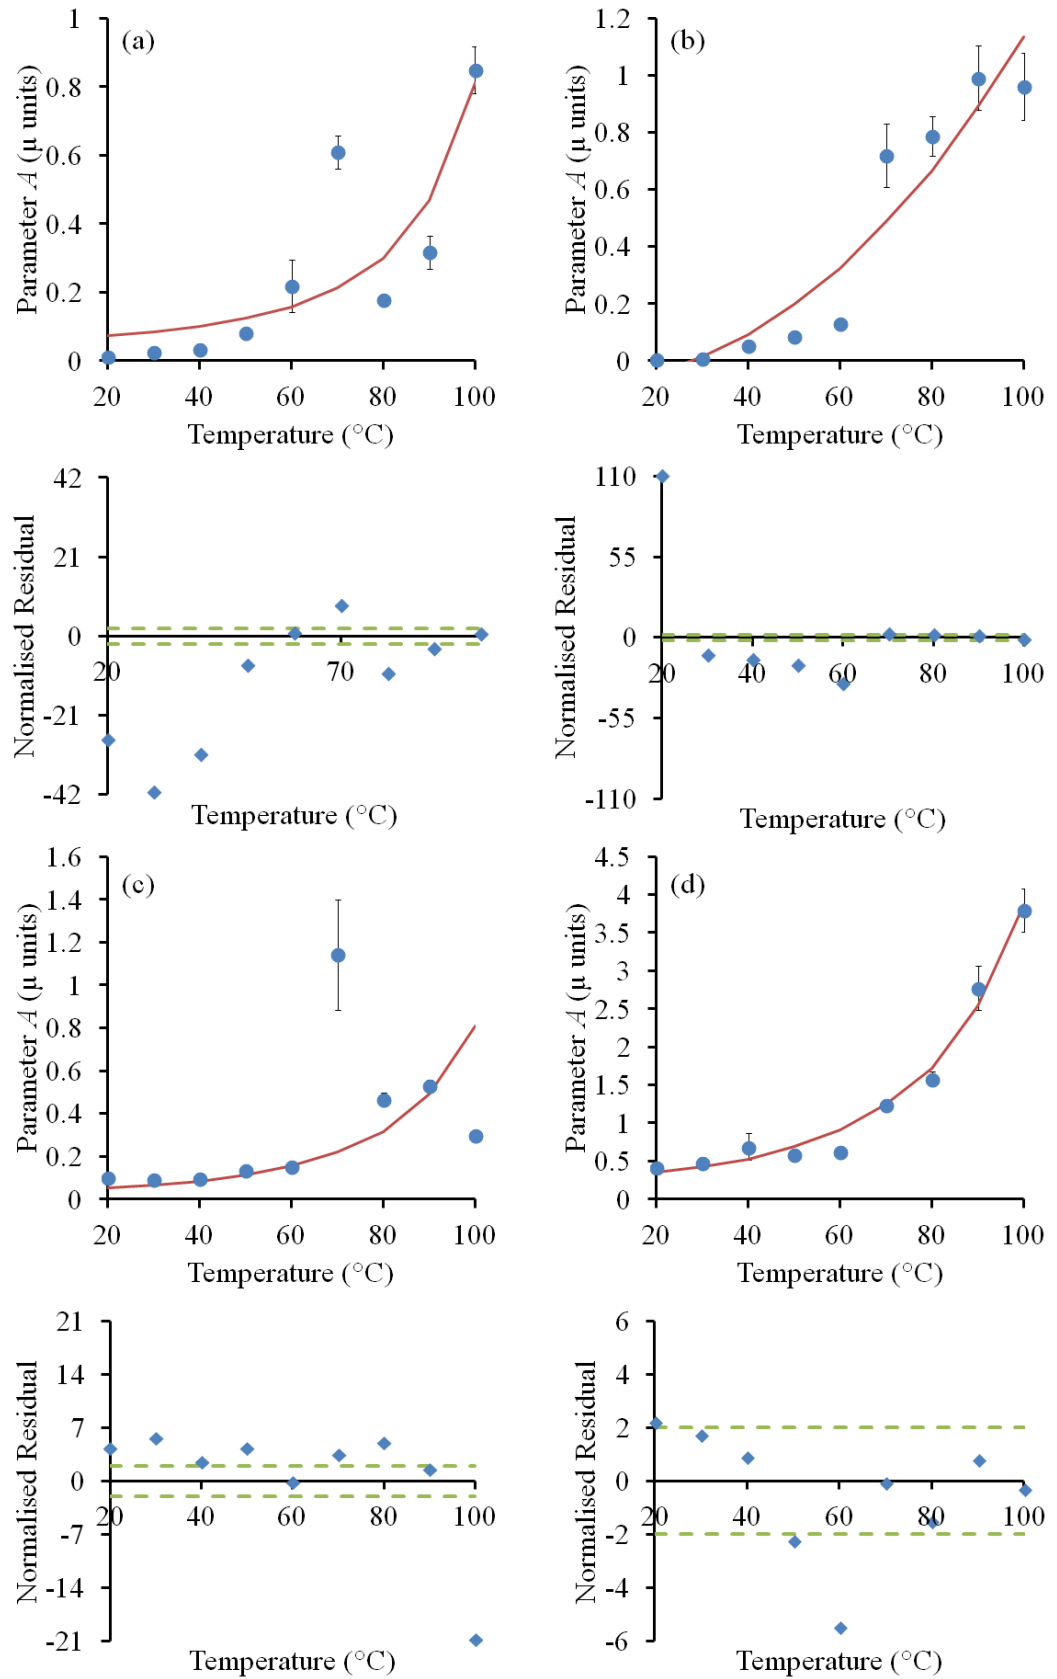 (a)
Parameter A (µ units)
1
0.8
0.6
0.4
0.2
0
20 40 60 80 100
Temperature (°C)
(b)
Parameter A (µ units)
1.2
1
0.8
0.6
0.4
0.2
0
20 40 60 80 100
Temperature (°C)
Normalised Residual
42
21
0
-21
-42
20 70
Temperature (°C)
Normalised Residual
110
55
0
-55
-110
20 40 60 80 100
Temperature (°C)
(c)
Parameter A (µ units)
1.6
1.4
1.2
1
0.8
0.6
0.4
0.2
0
20 40 60 80 100
Temperature (°C)
(d)
Parameter A (µ units)
4.5
4
3.5
3
2.5
2
1.5
1
0.5
0
20 40 60 80 100
Temperature (°C)
Normalised Residual
21
14
7
0
-7
-14
-21
20 40 60 80 100
Temperature (°C)
Normalised Residual
6
4
2
0
-2
-4
-6
20 40 60 80 100
Temperature (°C)